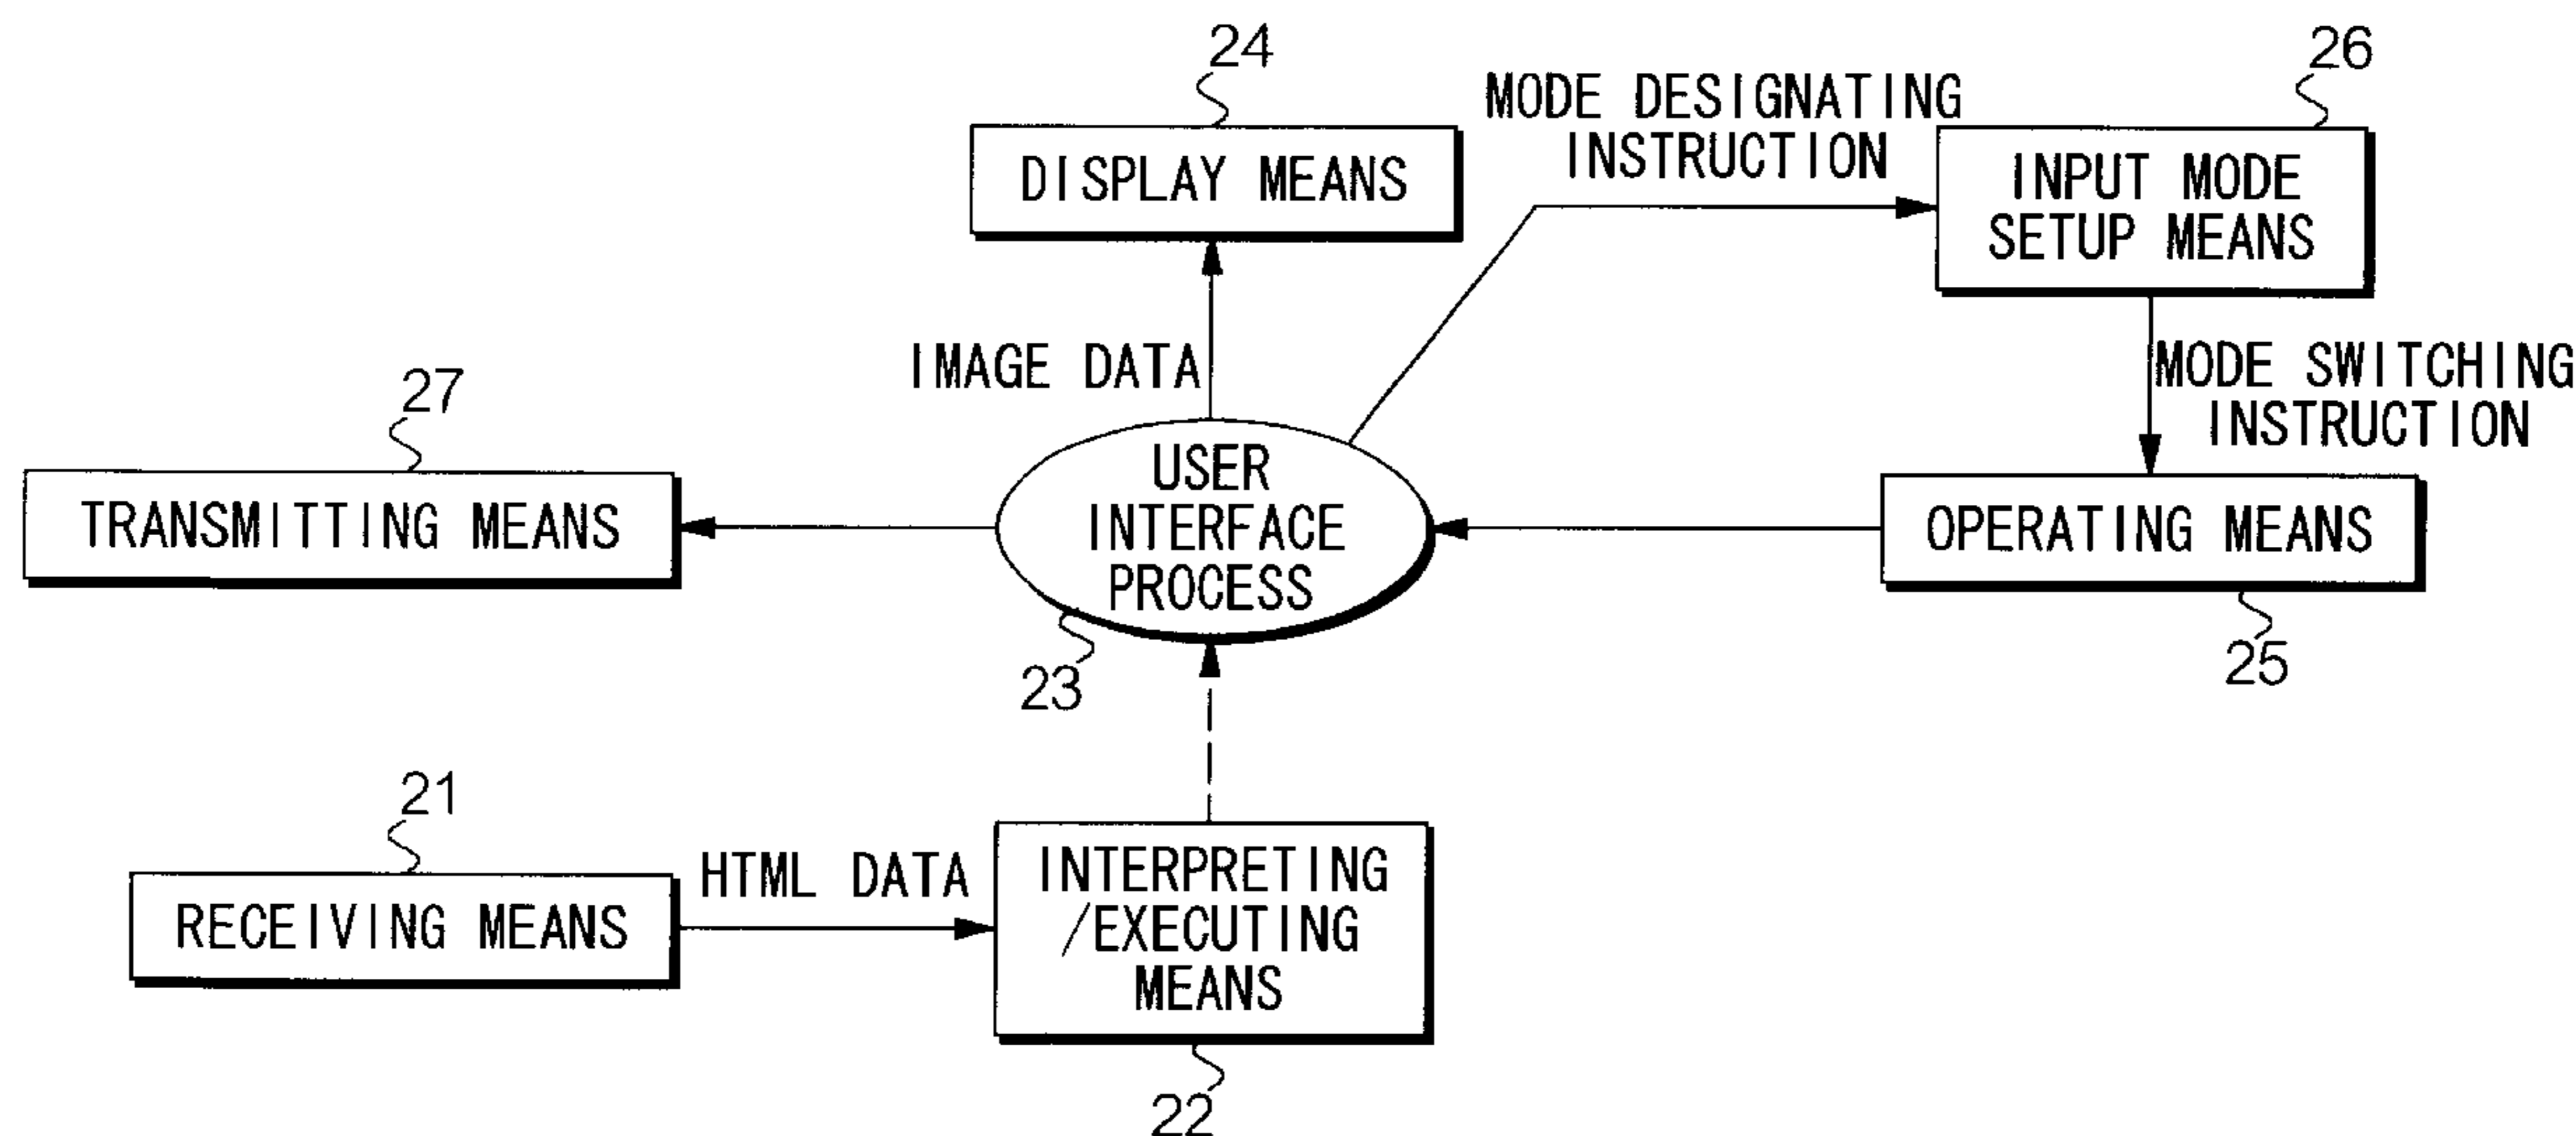 24
26
MODE DESIGNATING
INSTRUCTION
DISPLAY MEANS
INPUT MODE
SETUP MEANS
IMAGE DATA
MODE SWITCHING
INSTRUCTION
27
TRANSMITTING MEANS
USER
INTERFACE
PROCESS
OPERATING MEANS
23
25
21
RECEIVING MEANS
HTML DATA
INTERPRETING
/EXECUTING
MEANS
22